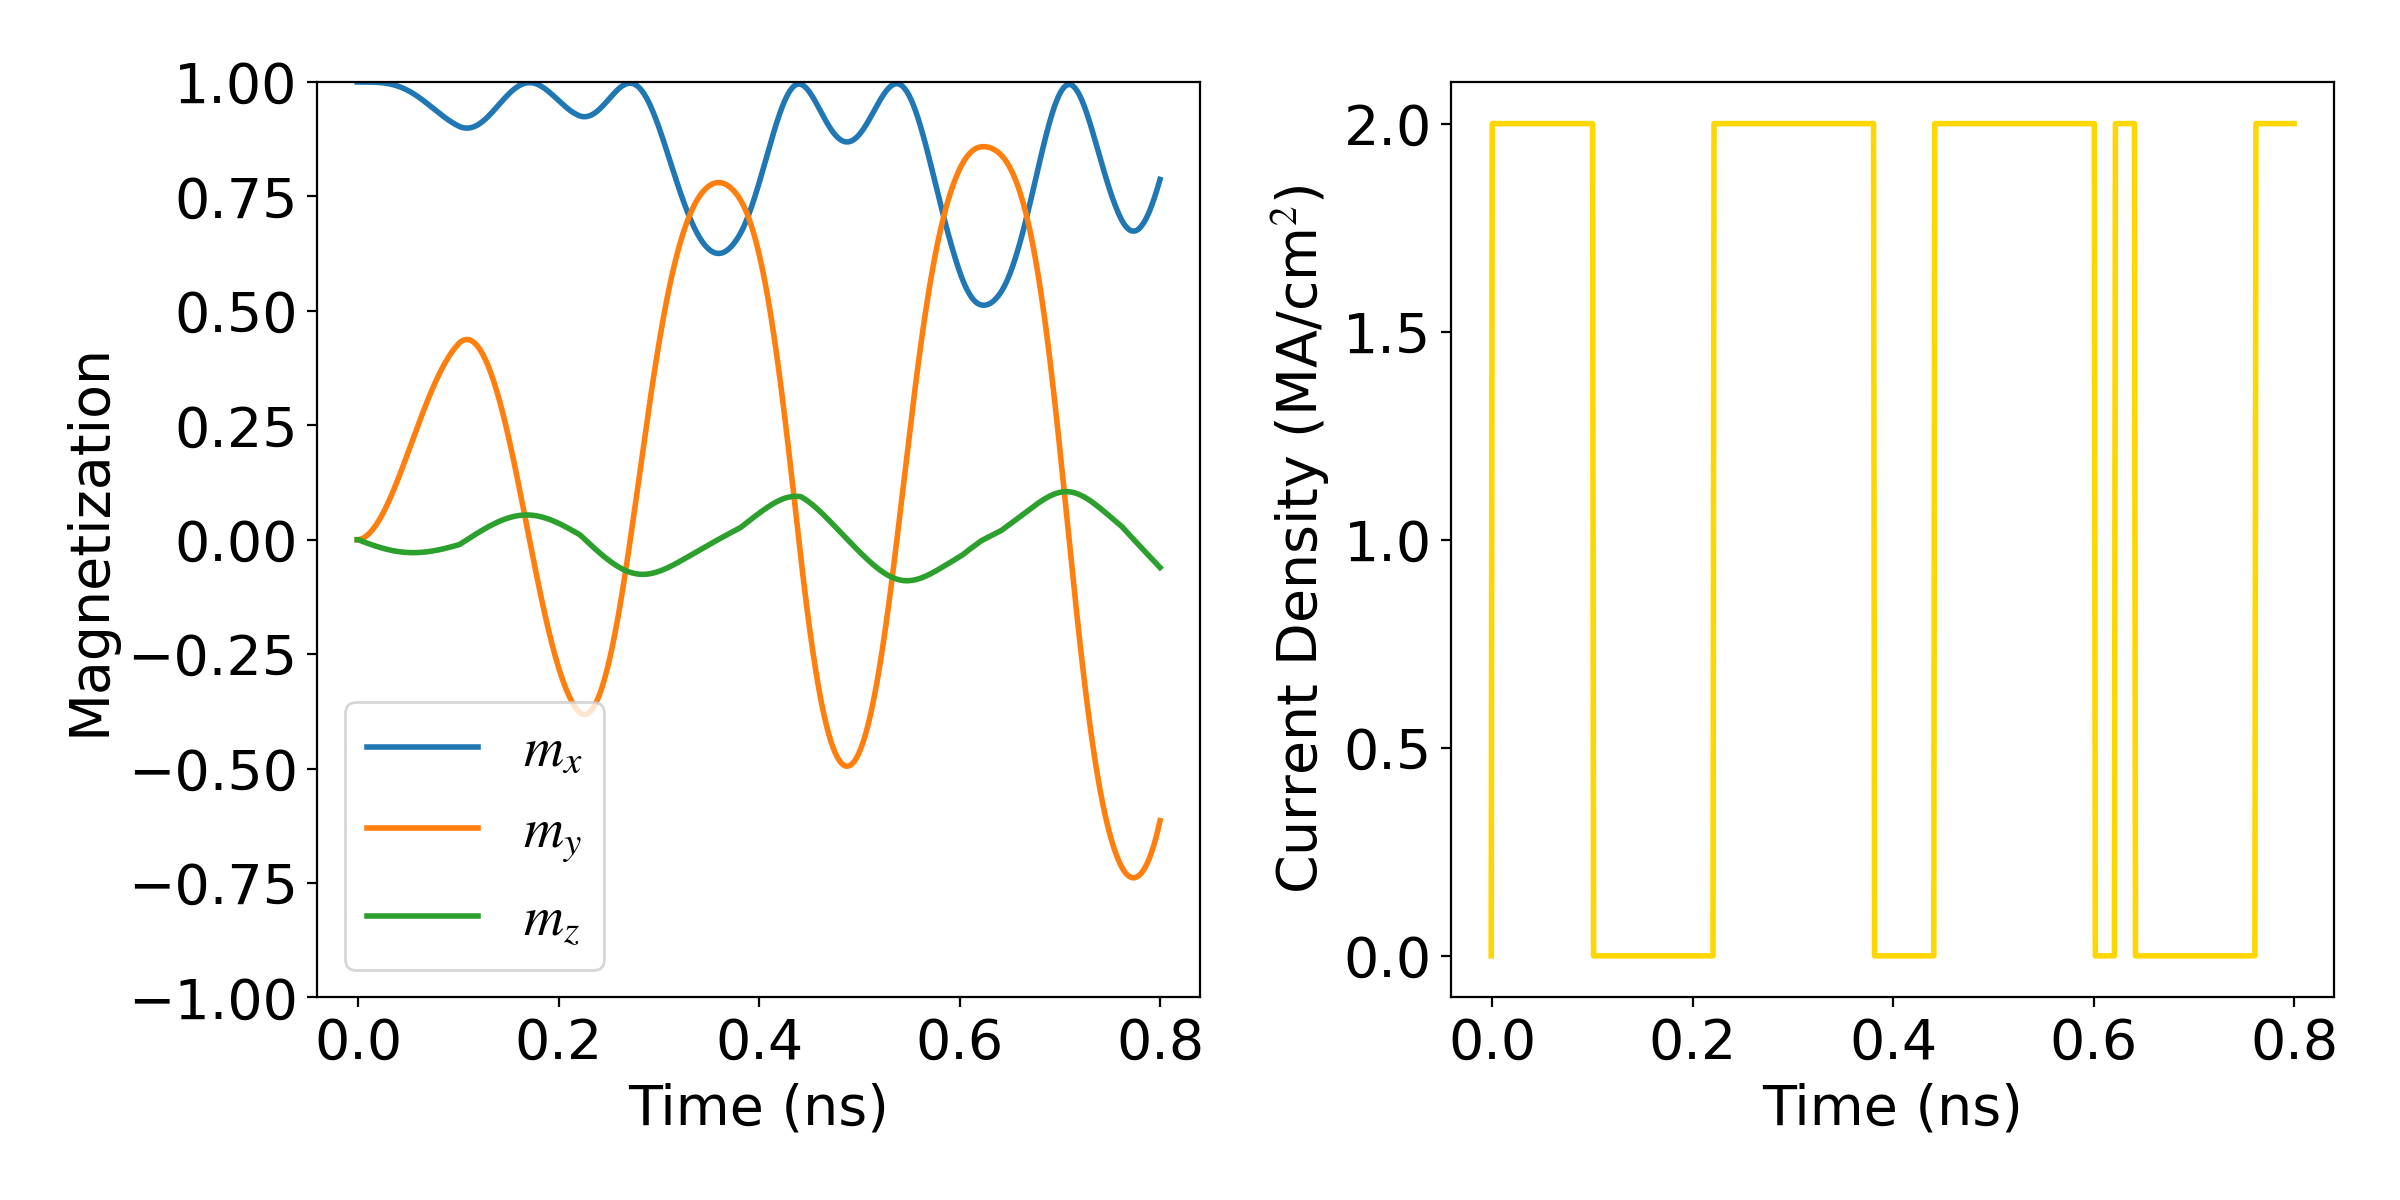 1.00
0.75
0.50
0.25
0.00
−0.25
−0.50
−0.75
−1.00
Magnetization
m_x
m_y
m_z
0.0 0.2 0.4 0.6 0.8
Time (ns)
2.0
1.5
1.0
0.5
0.0
Current Density (MA/cm²)
0.0 0.2 0.4 0.6 0.8
Time (ns)